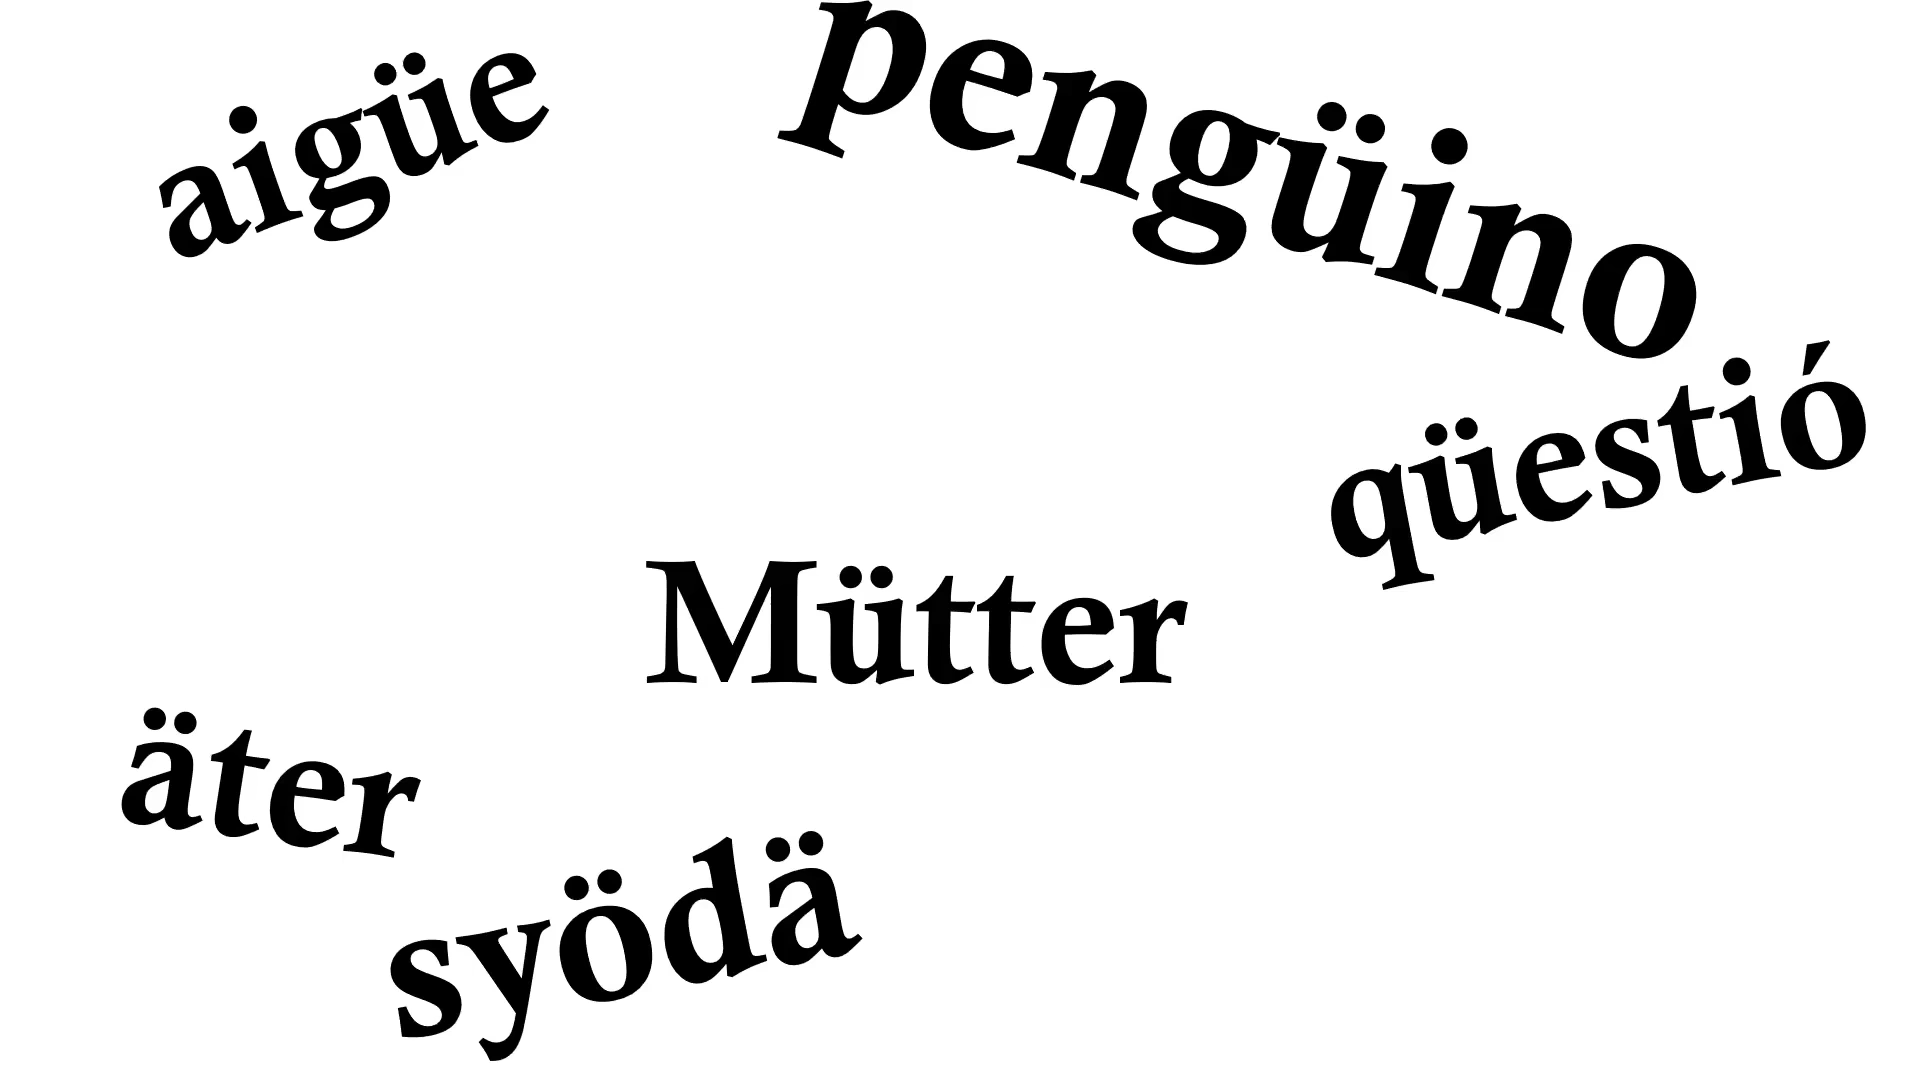 aigüe
pengüino
qüestió
Mütter
äter
syödä